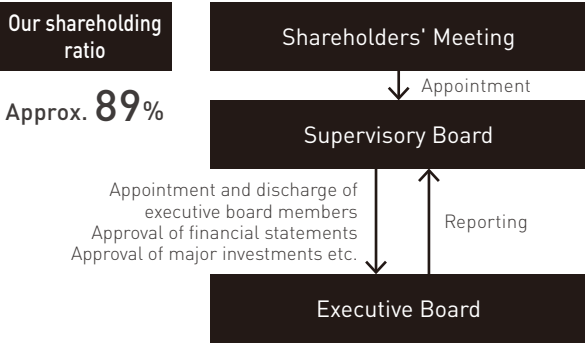 Our shareholding
ratio
Approx. 89%
Shareholders' Meeting
Appointment
Supervisory Board
Appointment and discharge of
executive board members
Approval of financial statements
Approval of major investments etc.
Reporting
Executive Board